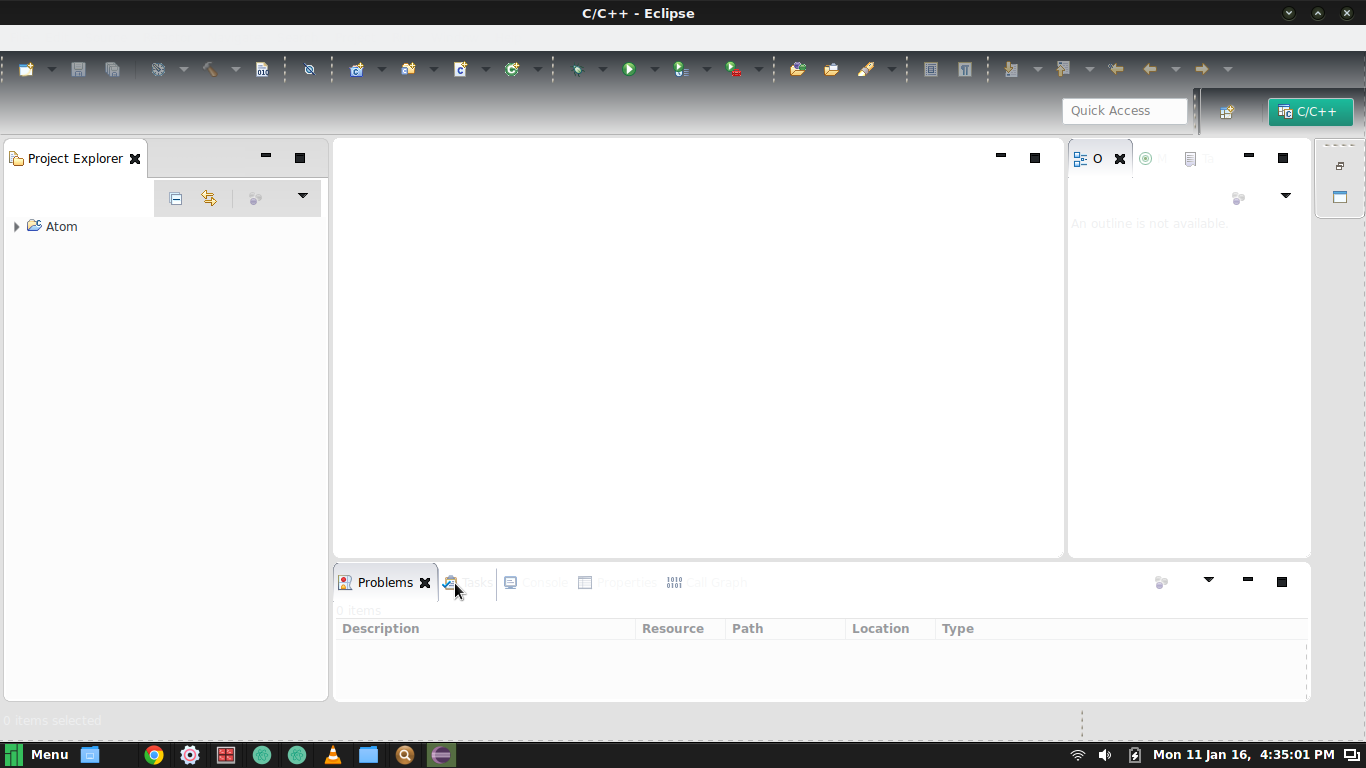 C/C++ - Eclipse
Quick Access
C/C++
Project Explorer
O
Atom
An outline is not available.
Problems Tasks Console Properties Call Graph
0 items
Description Resource Path Location Type
0 items selected
Menu Mon 11 Jan 16, 4:35:01 PM